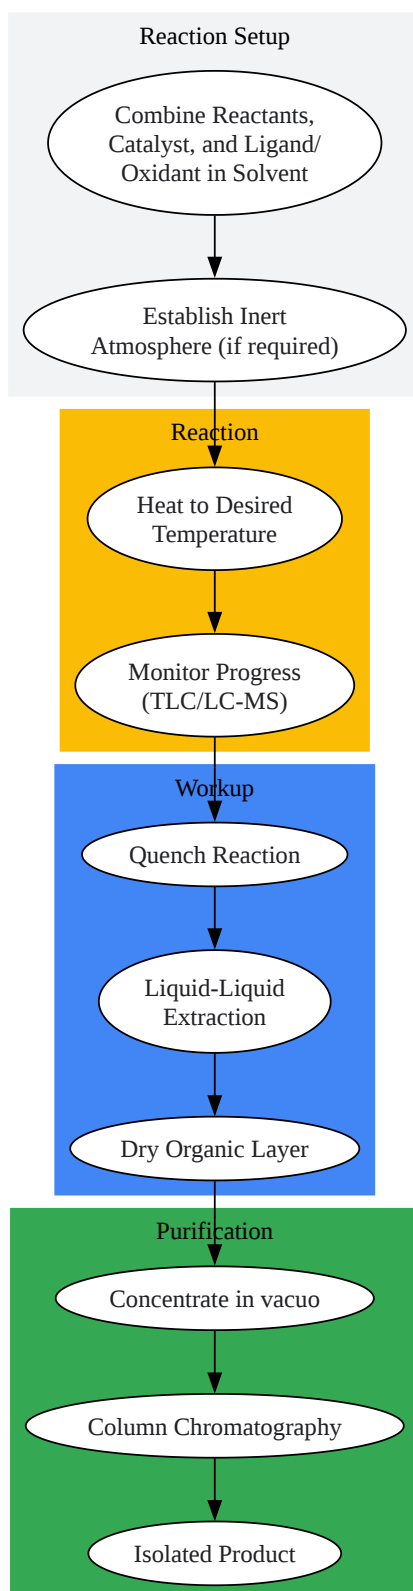 Reaction Setup
Combine Reactants,
Catalyst, and Ligand/
Oxidant in Solvent
Establish Inert
Atmosphere (if required)
Reaction
Heat to Desired
Temperature
Monitor Progress
(TLC/LC-MS)
Workup
Quench Reaction
Liquid-Liquid
Extraction
Dry Organic Layer
Purification
Concentrate in vacuo
Column Chromatography
Isolated Product